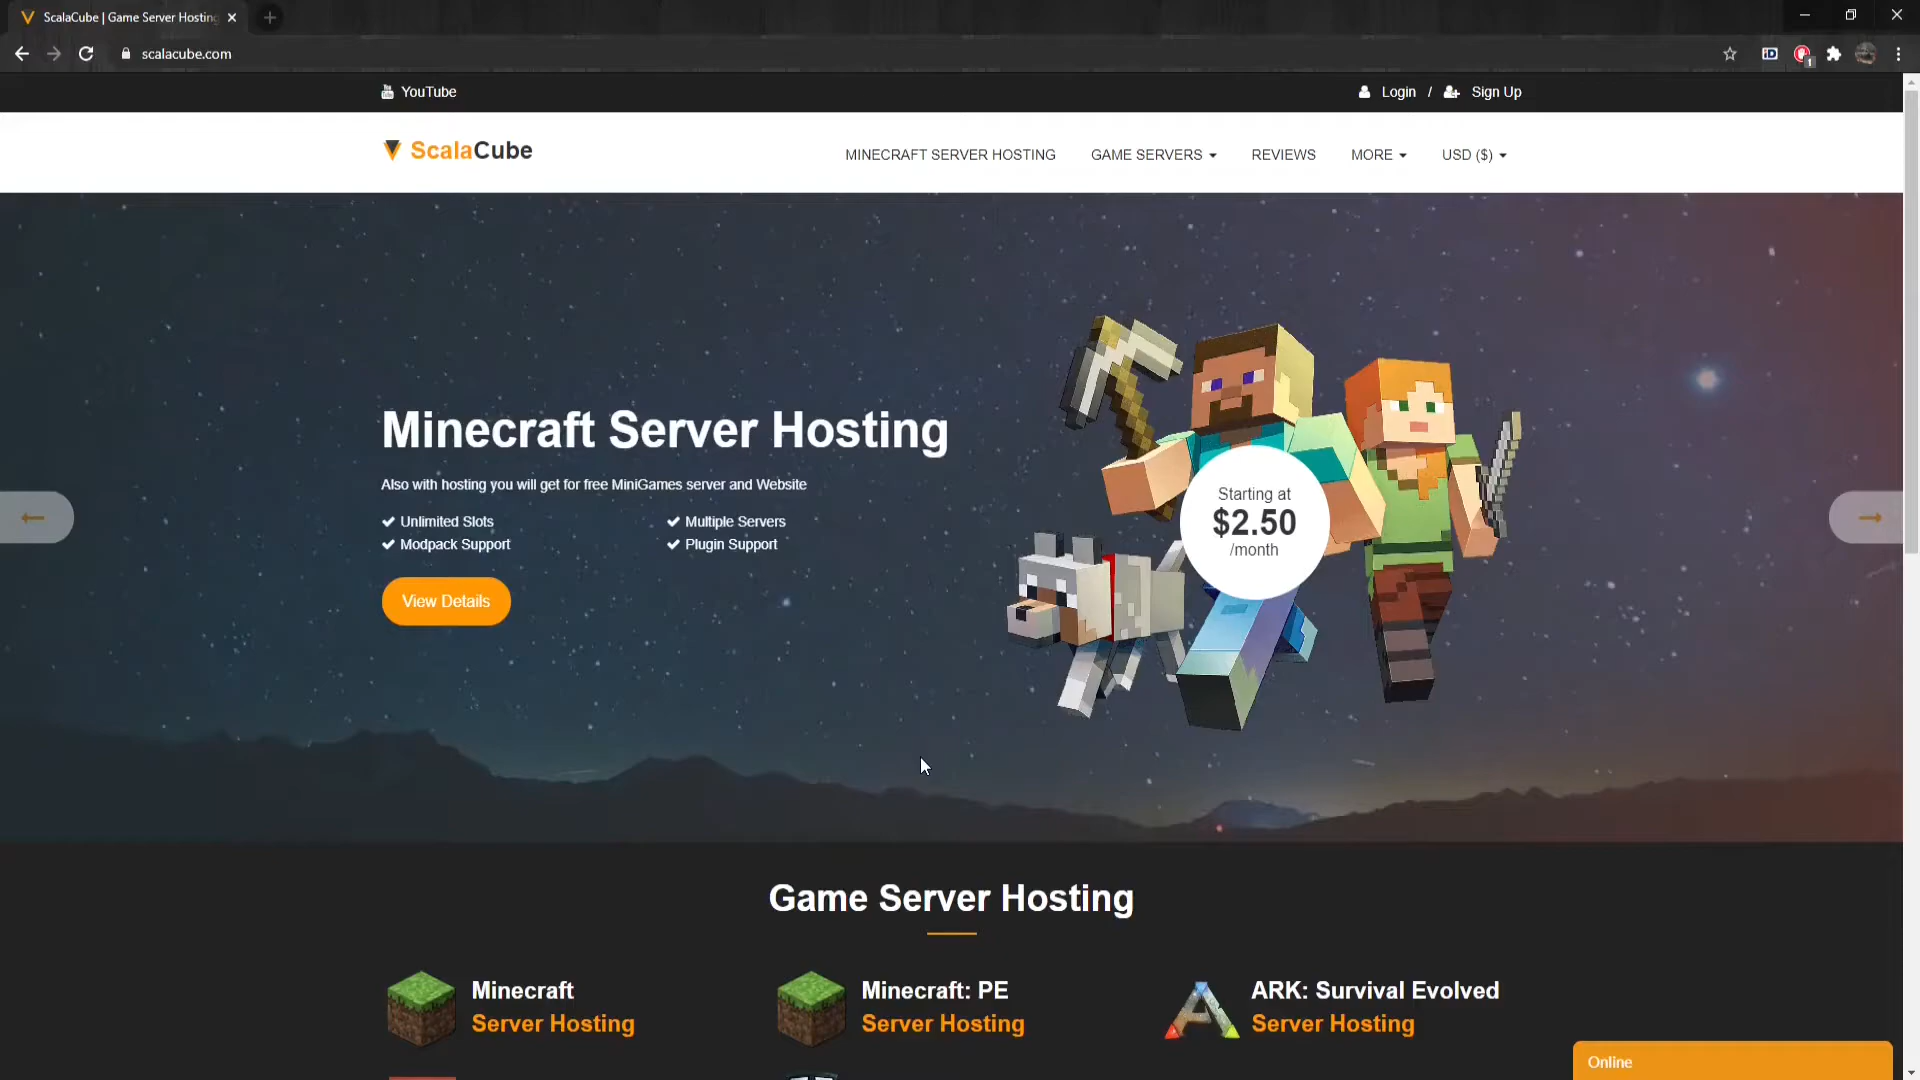 ScalaCube | Game Server Hosting
scalacube.com
YouTube
Login / Sign Up
ScalaCube
MINECRAFT SERVER HOSTING GAME SERVERS REVIEWS MORE USD ($)
Minecraft Server Hosting
Also with hosting you will get for free MiniGames server and Website
Unlimited Slots
Multiple Servers
Modpack Support
Plugin Support
View Details
Starting at
$2.50
/month
Game Server Hosting
Minecraft
Server Hosting
Minecraft: PE
Server Hosting
ARK: Survival Evolved
Server Hosting
Online